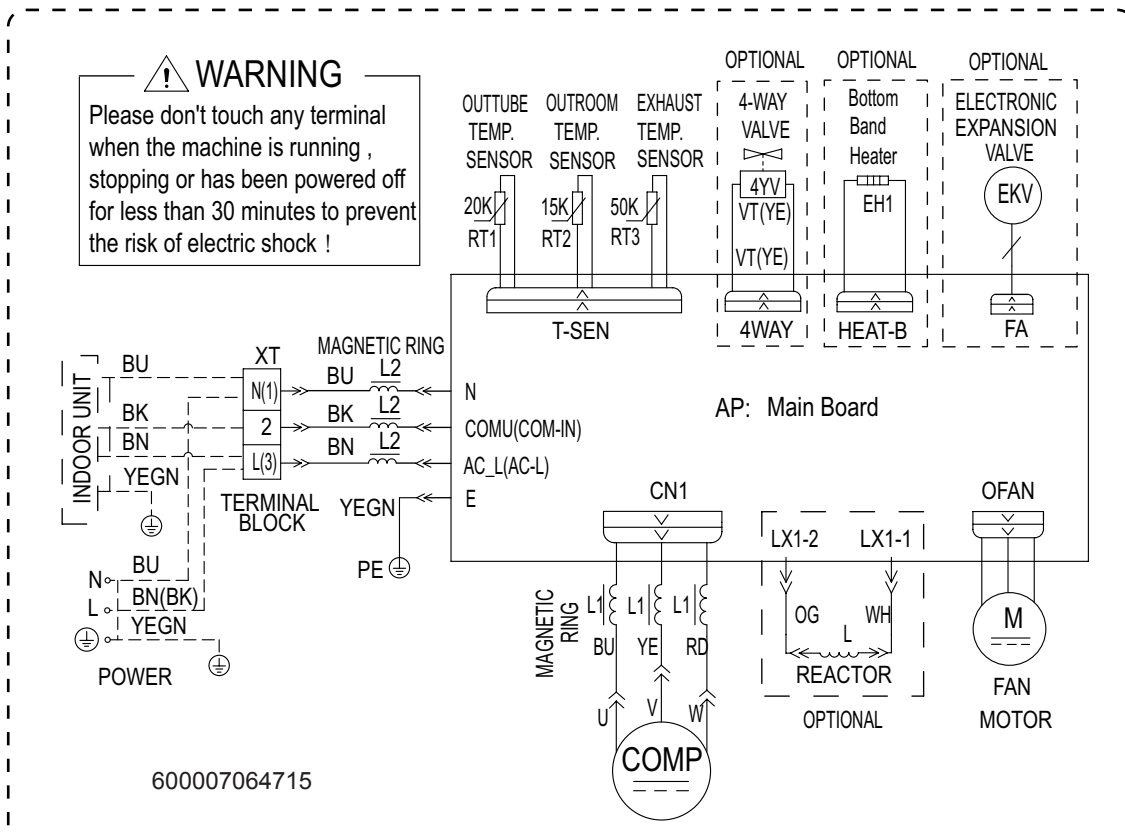 WARNING
Please don't touch any terminal
when the machine is running ,
stopping or has been powered off
for less than 30 minutes to prevent
the risk of electric shock !
OUTTUBE
TEMP.
SENSOR
20K
RT1
OUTROOM
TEMP.
SENSOR
15K
RT2
EXHAUST
TEMP.
SENSOR
50K
RT3
T-SEN
OPTIONAL
4-WAY
VALVE
4YV
VT(YE)
VT(YE)
4WAY
OPTIONAL
Bottom
Band
Heater
EH1
HEAT-B
OPTIONAL
ELECTRONIC
EXPANSION
VALVE
EKV
FA
INDOOR UNIT
BU
BK
BN
YEGN
XT
N(1)
2
L(3)
TERMINAL
BLOCK
MAGNETIC RING
BU
L2
BK
L2
BN
L2
YEGN
PE
N
COMU(COM-IN)
AC_L(AC-L)
E
AP: Main Board
N
BU
L
BN(BK)
YEGN
POWER
CN1
MAGNETIC
RING
L1
L1
L1
BU
YE
RD
U
V
W
COMP
LX1-2
LX1-1
OG
WH
L
REACTOR
OPTIONAL
OFAN
M
FAN
MOTOR
600007064715